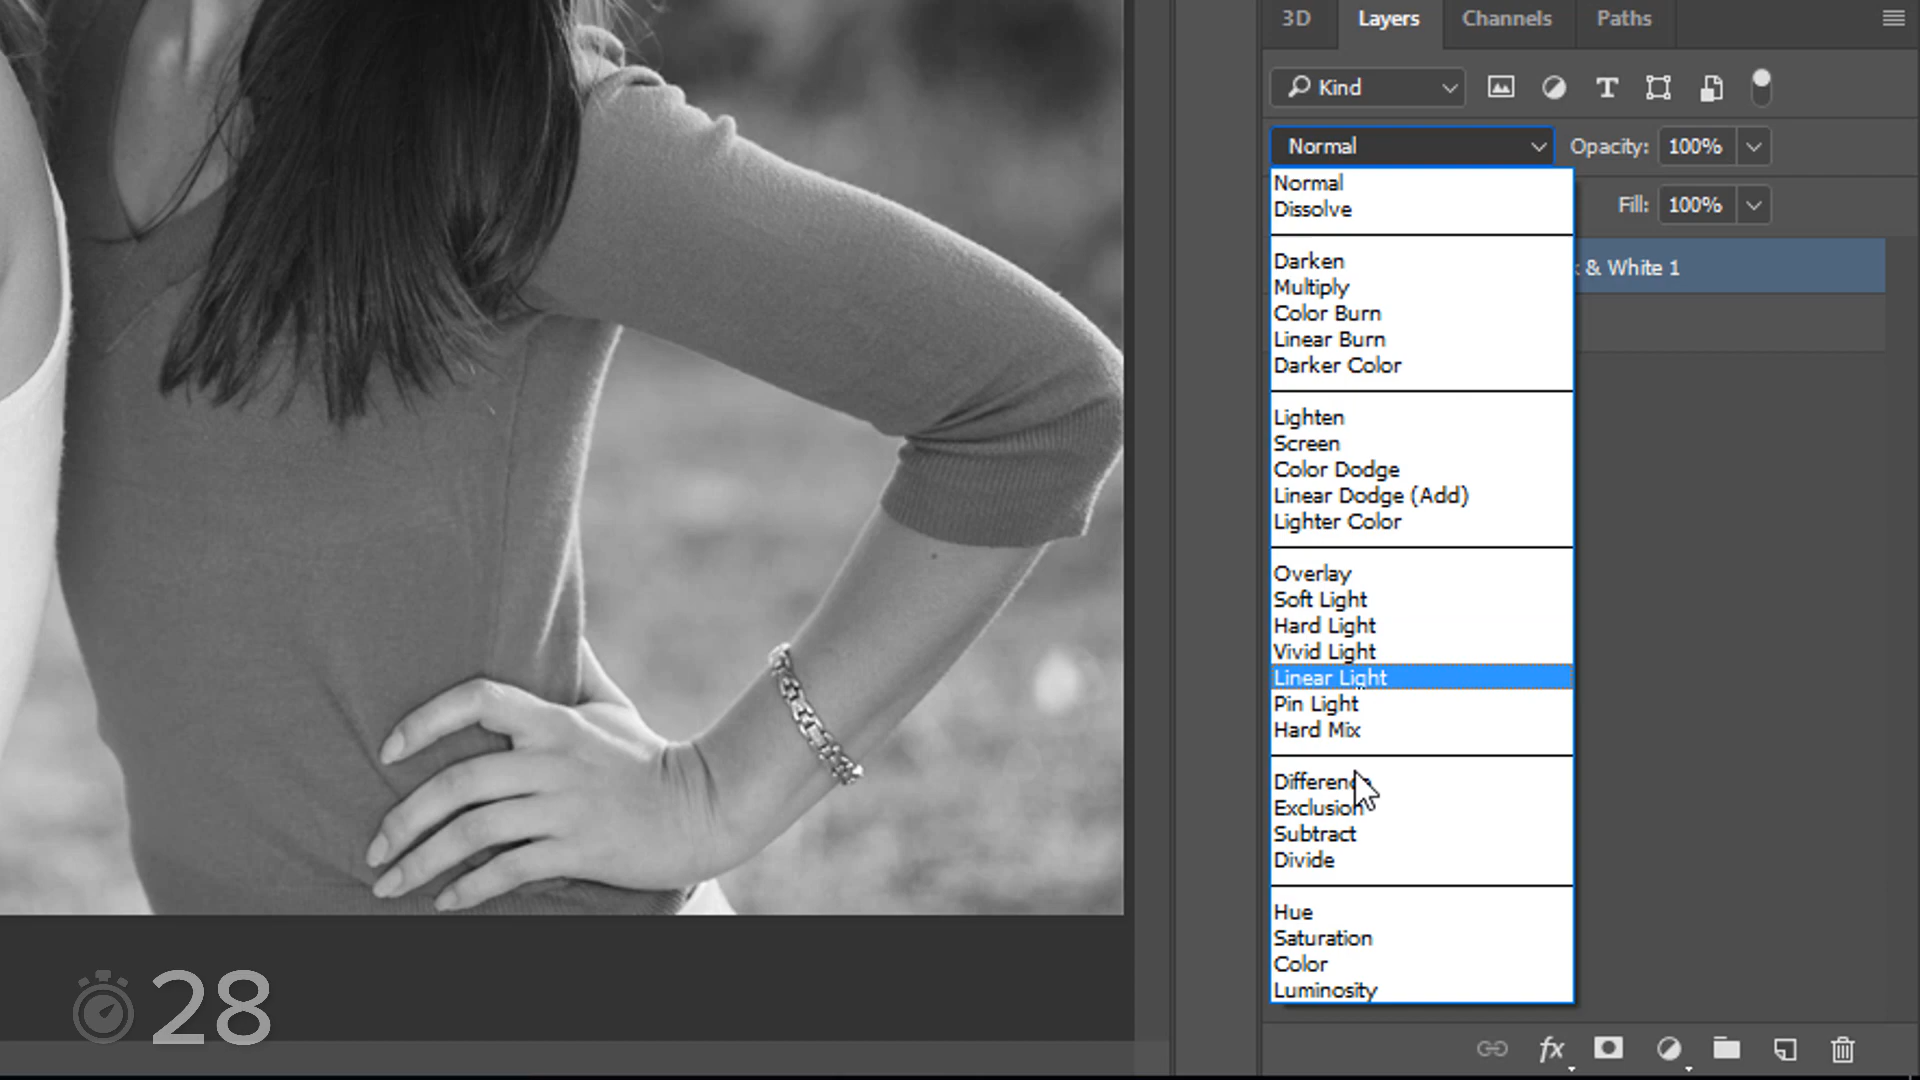 3D Layers Channels Paths
Kind
Normal Opacity: 100%
Normal
Dissolve
Fill: 100%
Darken
& White 1
Multiply
Color Burn
Linear Burn
Darker Color
Lighten
Screen
Color Dodge
Linear Dodge (Add)
Lighter Color
Overlay
Soft Light
Hard Light
Vivid Light
Linear Light
Pin Light
Hard Mix
Difference
Exclusion
Subtract
Divide
Hue
Saturation
Color
Luminosity
fx
28